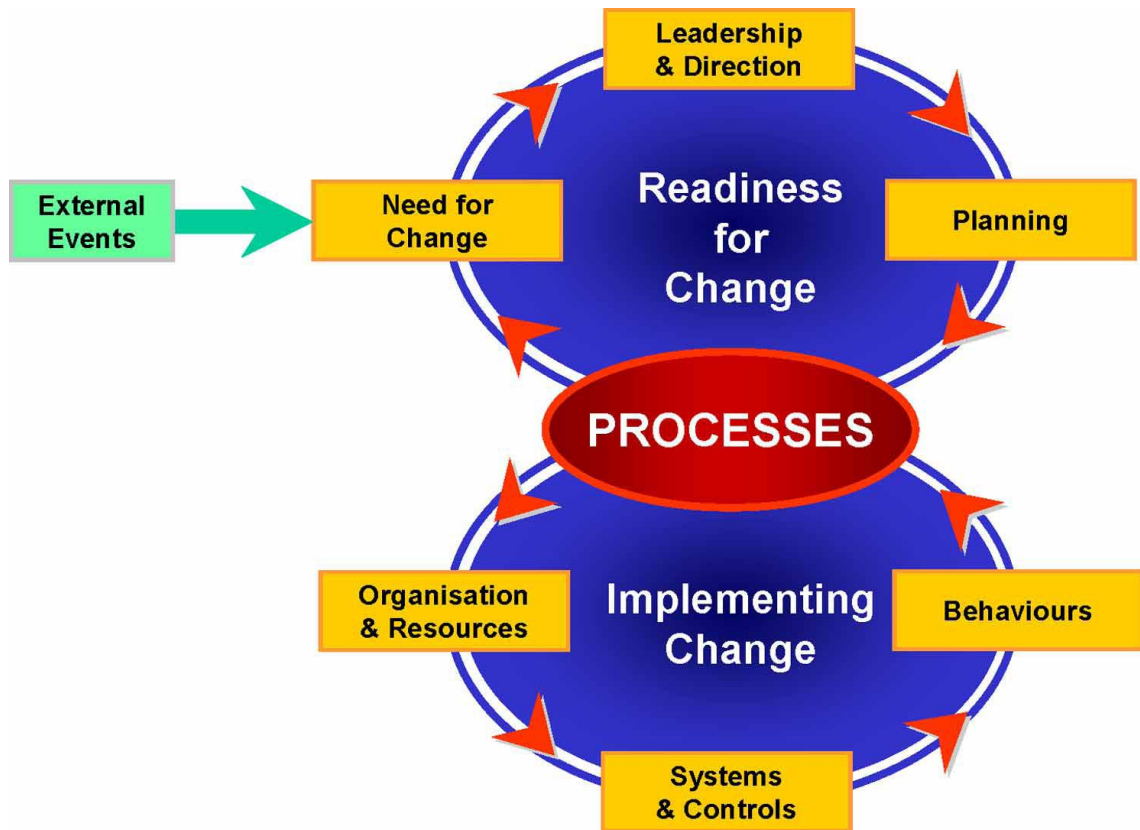 Leadership
& Direction
External
Events
Need for
Change
Readiness
for
Change
Planning
PROCESSES
Organisation
& Resources
Implementing
Change
Behaviours
Systems
& Controls